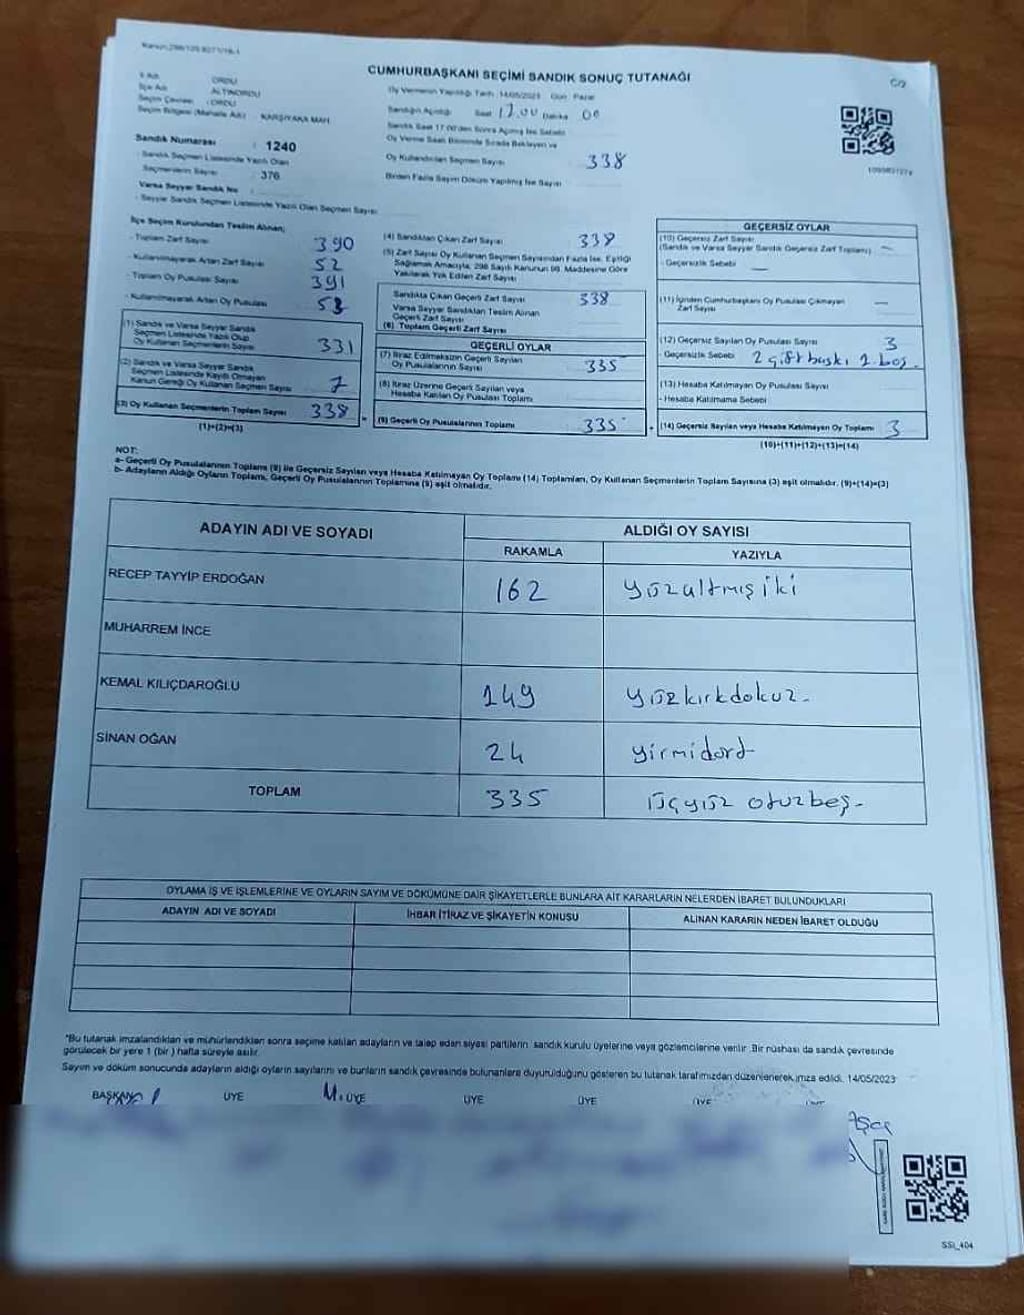 CUMHURBAŞKANI SEÇİMİ SANDIK SONUÇ TUTANAĞI
İl Adı : ORDU
İlçe Adı : ALTINORDU
Seçim Çevresi : ORDU
Seçim Bölgesi (Mahalle Adı) : KARŞIYAKA MAH.
Oy Vermenin Yapıldığı Tarih : 14/05/2023 Gün : Pazar
Sandığın Açıldığı Saat 17.00 Dakika 00
Sandık Saat 17.00'den Sonra Açılmış İse Sebebi
Oy Verme Saati Bitiminde Sırada Bekleyen ve
Oy Kullandırılan Seçmen Sayısı 338
Birden Fazla Sayım Döküm Yapılmış İse Sayısı
Sandık Numarası : 1240
- Sandık Seçmen Listesinde Yazılı Olan
Seçmenlerin Sayısı : 376
Varsa Seyyar Sandık No :
- Seyyar Sandık Seçmen Listesinde Yazılı Olan Seçmen Sayısı
İlçe Seçim Kurulundan Teslim Alınan;
- Toplam Zarf Sayısı 390
- Kullanılmayarak Artan Zarf Sayısı 52
- Toplam Oy Pusulası Sayısı 391
- Kullanılmayarak Artan Oy Pusulası 53
(1) Sandık ve Varsa Seyyar Sandık
Seçmen Listesinde Yazılı Olup
Oy Kullanan Seçmenlerin Sayısı 331
(2) Sandık ve Varsa Seyyar Sandık
Seçmen Listesinde Kaydı Olmayan
Kanun Gereği Oy Kullanan Seçmen Sayısı 7
(3) Oy Kullanan Seçmenlerin Toplam Sayısı 338
(1)+(2)=(3)
(4) Sandıktan Çıkan Zarf Sayısı 338
(5) Zarf Sayısı Oy Kullanan Seçmen Sayısından Fazla İse, Eşitliği
Sağlamak Amacıyla, 298 Sayılı Kanunun 98. Maddesine Göre
Yakılarak Yok Edilen Zarf Sayısı
Sandıkta Çıkan Geçerli Zarf Sayısı 338
Varsa Seyyar Sandıktan Teslim Alınan
Geçerli Zarf Sayısı
(6) Toplam Geçerli Zarf Sayısı
GEÇERLİ OYLAR
(7) İtiraz Edilmeksizin Geçerli Sayılan
Oy Pusulalarının Sayısı 335
(8) İtiraz Üzerine Geçerli Sayılan veya
Hesaba Katılan Oy Pusulası Toplamı
(9) Geçerli Oy Pusulalarının Toplamı 335
GEÇERSİZ OYLAR
(10) Geçersiz Zarf Sayısı
(Sandık ve Varsa Seyyar Sandık Geçersiz Zarf Toplamı) —
- Geçersizlik Sebebi —
(11) İçinden Cumhurbaşkanı Oy Pusulası Çıkmayan
Zarf Sayısı —
(12) Geçersiz Sayılan Oy Pusulası Sayısı 3
- Geçersizlik Sebebi 2 çift baskı 1 boş.
(13) Hesaba Katılmayan Oy Pusulası Sayısı
- Hesaba Katılmama Sebebi
(14) Geçersiz Sayılan veya Hesaba Katılmayan Oy Toplamı 3
(10)+(11)+(12)+(13)=(14)
NOT:
a- Geçerli Oy Pusulalarının Toplamı (9) ile Geçersiz Sayılan veya Hesaba Katılmayan Oy Toplamı (14) Toplamları, Oy Kullanan Seçmenlerin Toplam Sayısına (3) eşit olmalıdır. (9)+(14)=(3)
b- Adayların Aldığı Oyların Toplamı, Geçerli Oy Pusulalarının Toplamına (9) eşit olmalıdır.
ADAYIN ADI VE SOYADI ALDIĞI OY SAYISI
RAKAMLA YAZIYLA
RECEP TAYYİP ERDOĞAN 162 yüzaltmışiki
MUHARREM İNCE
KEMAL KILIÇDAROĞLU 149 yüzkırkdokuz.
SİNAN OĞAN 24 yirmidört
TOPLAM 335 üçyüz otuzbeş.
OYLAMA İŞ VE İŞLEMLERİNE VE OYLARIN SAYIM VE DÖKÜMÜNE DAİR ŞİKAYETLERLE BUNLARA AİT KARARLARIN NELERDEN İBARET BULUNDUKLARI
ADAYIN ADI VE SOYADI İHBAR İTİRAZ VE ŞİKAYETİN KONUSU ALINAN KARARIN NEDEN İBARET OLDUĞU
*Bu tutanak imzalandıktan ve mühürlendikten sonra seçime katılan adayların ve talep eden siyasi partilerin sandık kurulu üyelerine veya gözlemcilerine verilir. Bir nüshası da sandık çevresinde
görülecek bir yere 1 (bir) hafta süreyle asılır.
Sayım ve döküm sonucunda adayların aldığı oyların sayılarını ve bunların sandık çevresinde bulunanlara duyurulduğunu gösteren bu tutanak tarafımızdan düzenlenerek imza edildi. 14/05/2023
BAŞKAN ÜYE ÜYE ÜYE ÜYE ÜYE
SSI_404